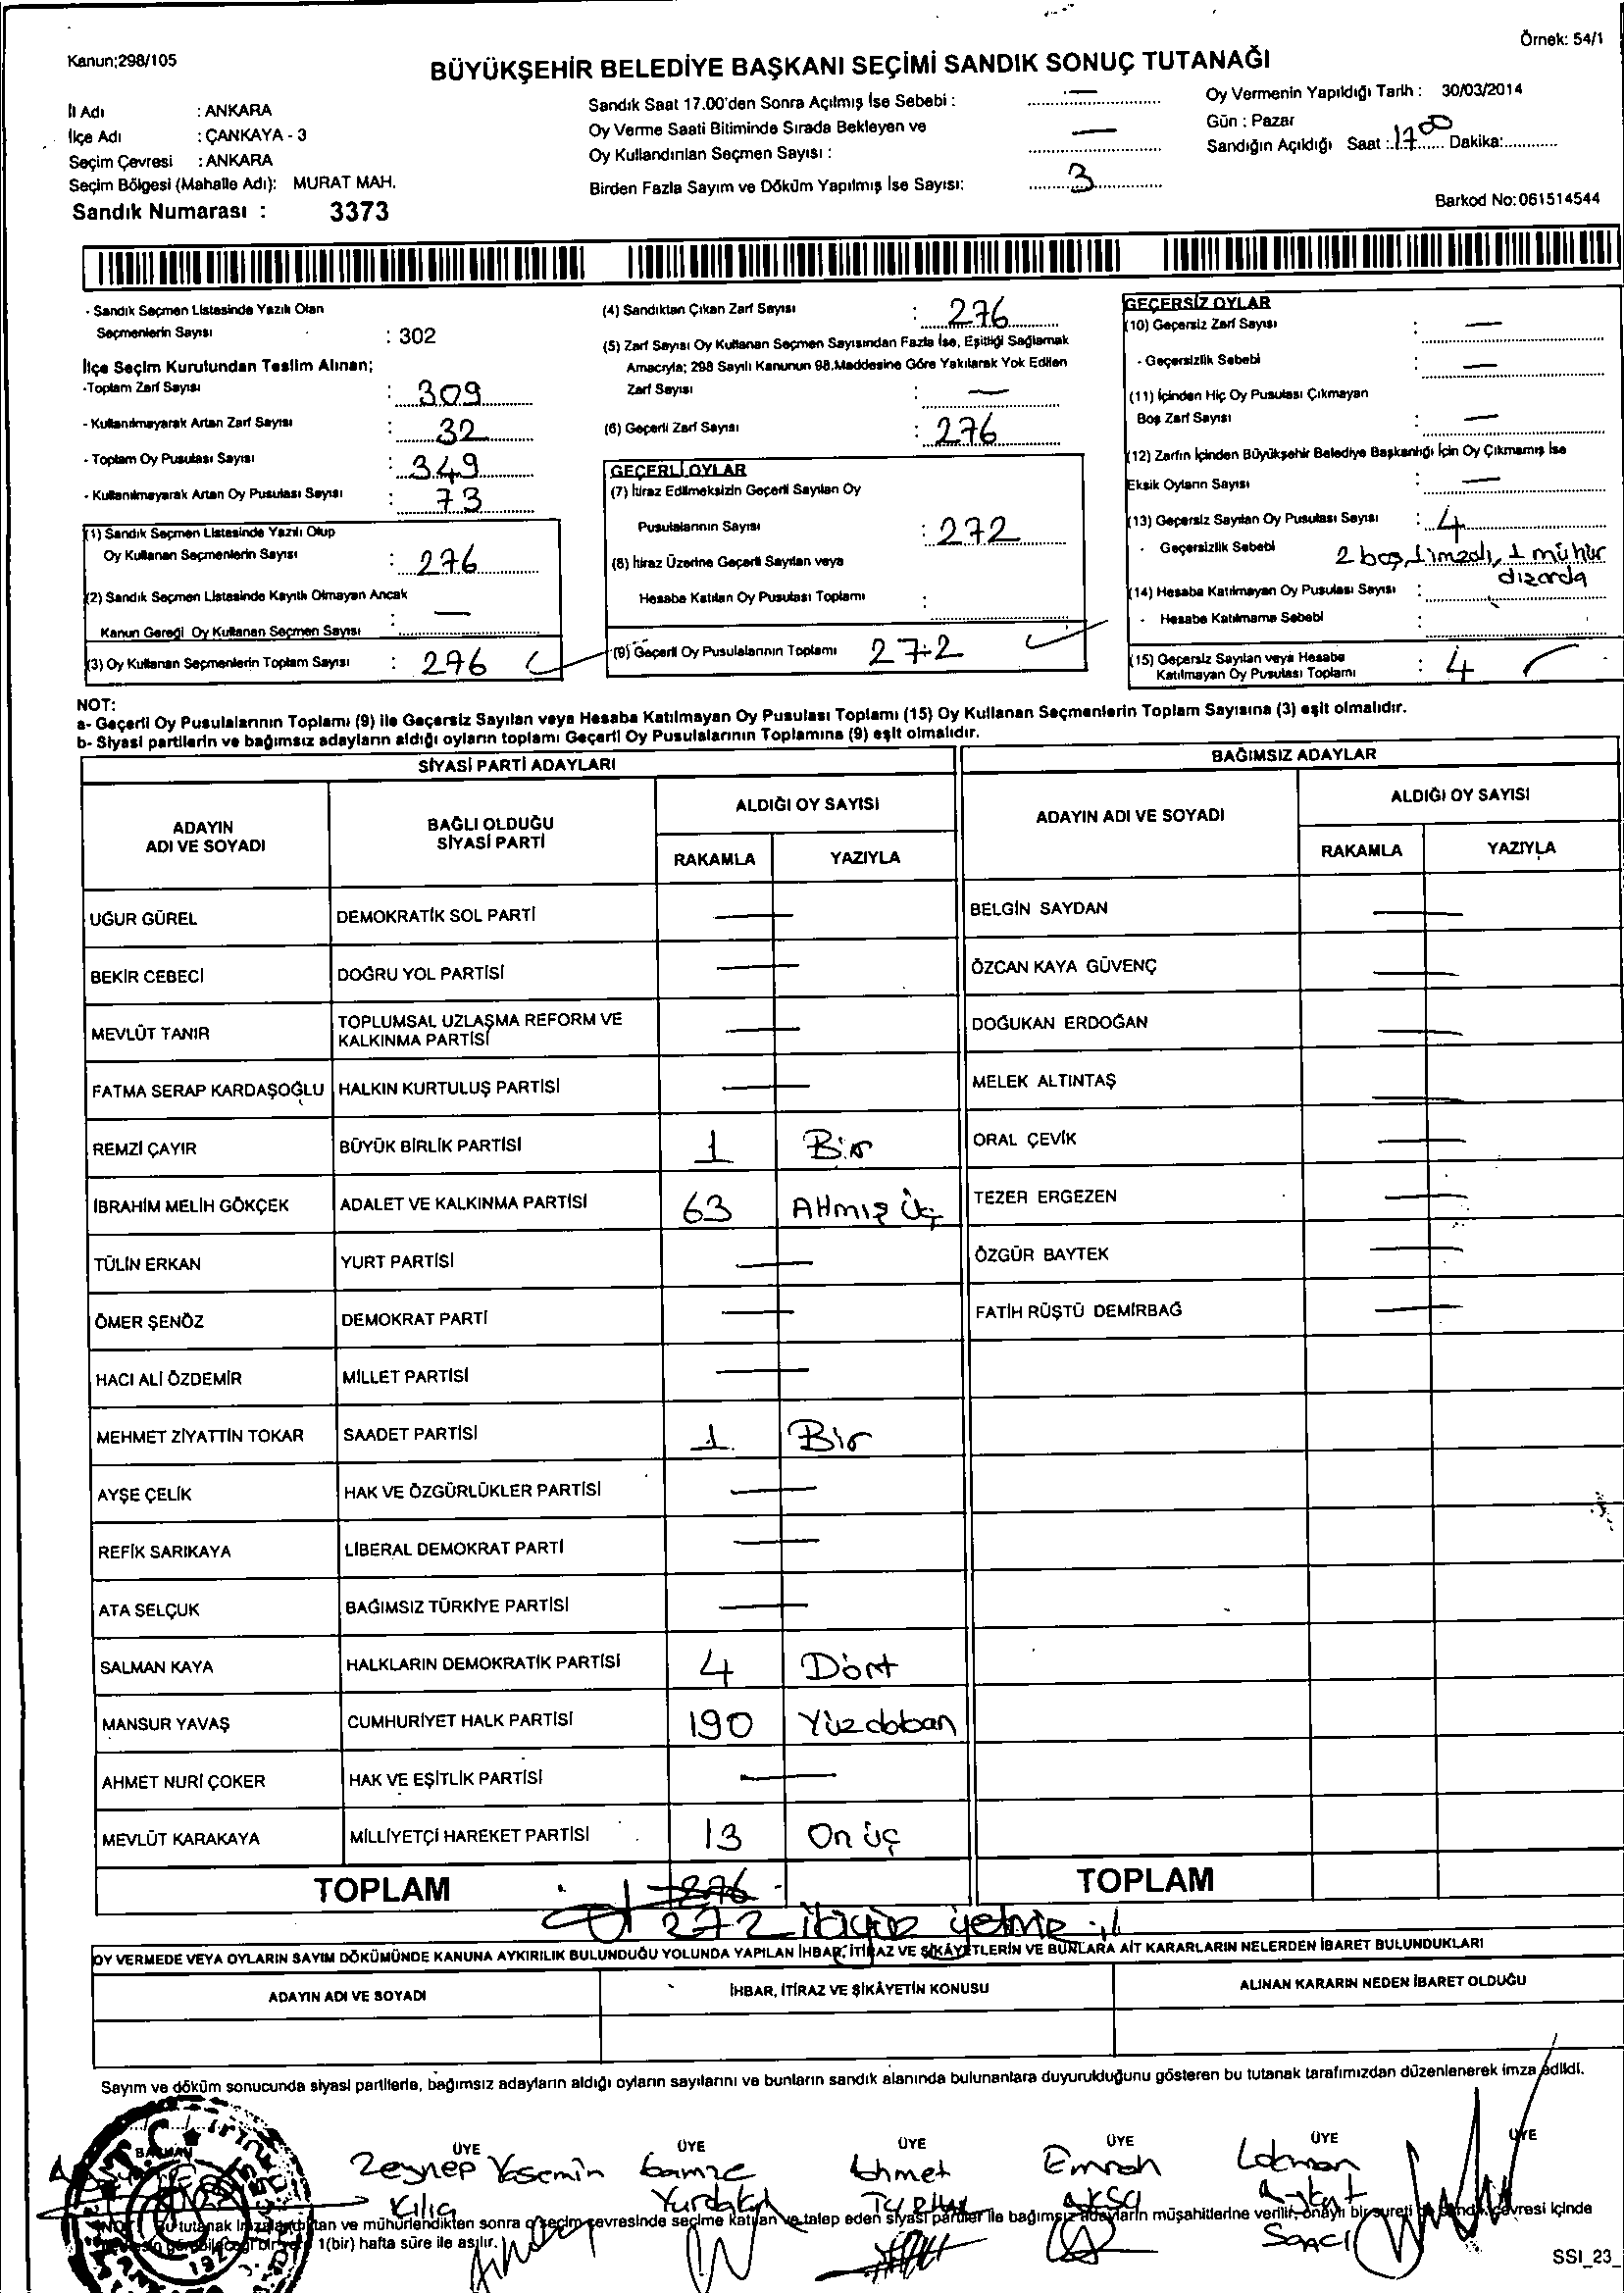 Örnek: 54/1
Kanun;298/105
BÜYÜKŞEHİR BELEDİYE BAŞKANI SEÇİMİ SANDIK SONUÇ TUTANAĞI
İl Adı : ANKARA
İlçe Adı : ÇANKAYA - 3
Seçim Çevresi : ANKARA
Seçim Bölgesi (Mahalle Adı): MURAT MAH.
Sandık Numarası : 3373
Sandık Saat 17.00'den Sonra Açılmış İse Sebebi : —
Oy Verme Saati Bitiminde Sırada Bekleyen ve
Oy Kullandırılan Seçmen Sayısı : —
Birden Fazla Sayım ve Döküm Yapılmış İse Sayısı: 3
Oy Vermenin Yapıldığı Tarih : 30/03/2014
Gün : Pazar
Sandığın Açıldığı Saat :17 00 Dakika:............
Barkod No:061514544
- Sandık Seçmen Listesinde Yazılı Olan
Seçmenlerin Sayısı : 302
İlçe Seçim Kurulundan Teslim Alınan;
-Toplam Zarf Sayısı : 309
- Kullanılmayarak Artan Zarf Sayısı : 32
- Toplam Oy Pusulası Sayısı : 349
- Kullanılmayarak Artan Oy Pusulası Sayısı : 73
(1) Sandık Seçmen Listesinde Yazılı Olup
Oy Kullanan Seçmenlerin Sayısı : 276
(2) Sandık Seçmen Listesinde Kayıtlı Olmayan Ancak
Kanun Gereği Oy Kullanan Seçmen Sayısı : —
(3) Oy Kullanan Seçmenlerin Toplam Sayısı : 276
(4) Sandıktan Çıkan Zarf Sayısı : 276
(5) Zarf Sayısı Oy Kullanan Seçmen Sayısından Fazla İse, Eşitliği Sağlamak
Amacıyla; 298 Sayılı Kanunun 98.Maddesine Göre Yakılarak Yok Edilen
Zarf Sayısı : —
(6) Geçerli Zarf Sayısı : 276
GEÇERLİ OYLAR
(7) İtiraz Edilmeksizin Geçerli Sayılan Oy
Pusulalarının Sayısı : 272
(8) İtiraz Üzerine Geçerli Sayılan veya
Hesaba Katılan Oy Pusulası Toplamı :
(9) Geçerli Oy Pusulalarının Toplamı 272
GEÇERSİZ OYLAR
(10) Geçersiz Zarf Sayısı : —
- Geçersizlik Sebebi : —
(11) İçinden Hiç Oy Pusulası Çıkmayan
Boş Zarf Sayısı : —
(12) Zarfın İçinden Büyükşehir Belediye Başkanlığı İçin Oy Çıkmamış İse
Eksik Oyların Sayısı : —
(13) Geçersiz Sayılan Oy Pusulası Sayısı : 4
- Geçersizlik Sebebi 2 boş, 1 imzalı, 1 mühür
dızarda
(14) Hesaba Katılmayan Oy Pusulası Sayısı :
- Hesaba Katılmama Sebebi :
(15) Geçersiz Sayılan veya Hesaba
Katılmayan Oy Pusulası Toplamı : 4
NOT:
a- Geçerli Oy Pusulalarının Toplamı (9) ile Geçersiz Sayılan veya Hesaba Katılmayan Oy Pusulası Toplamı (15) Oy Kullanan Seçmenlerin Toplam Sayısına (3) eşit olmalıdır.
b- Siyasi partilerin ve bağımsız adayların aldığı oyların toplamı Geçerli Oy Pusulalarının Toplamına (9) eşit olmalıdır.
SİYASİ PARTİ ADAYLARI
ADAYIN ADI VE SOYADI BAĞLI OLDUĞU SİYASİ PARTİ ALDIĞI OY SAYISI
RAKAMLA YAZIYLA
UĞUR GÜREL DEMOKRATİK SOL PARTİ —
BEKİR CEBECİ DOĞRU YOL PARTİSİ —
MEVLÜT TANIR TOPLUMSAL UZLAŞMA REFORM VE KALKINMA PARTİSİ —
FATMA SERAP KARDAŞOĞLU HALKIN KURTULUŞ PARTİSİ —
REMZİ ÇAYIR BÜYÜK BİRLİK PARTİSİ 1 Bir
İBRAHİM MELİH GÖKÇEK ADALET VE KALKINMA PARTİSİ 63 Altmış üç
TÜLİN ERKAN YURT PARTİSİ —
ÖMER ŞENÖZ DEMOKRAT PARTİ —
HACI ALİ ÖZDEMİR MİLLET PARTİSİ —
MEHMET ZİYATTİN TOKAR SAADET PARTİSİ 1 Bir
AYŞE ÇELİK HAK VE ÖZGÜRLÜKLER PARTİSİ —
REFİK SARIKAYA LİBERAL DEMOKRAT PARTİ —
ATA SELÇUK BAĞIMSIZ TÜRKİYE PARTİSİ —
SALMAN KAYA HALKLARIN DEMOKRATİK PARTİSİ 4 Dört
MANSUR YAVAŞ CUMHURİYET HALK PARTİSİ 190 Yüzdoksan
AHMET NURİ ÇOKER HAK VE EŞİTLİK PARTİSİ —
MEVLÜT KARAKAYA MİLLİYETÇİ HAREKET PARTİSİ 13 On üç
TOPLAM 276
272 ikiyüz yetmiş iki
BAĞIMSIZ ADAYLAR
ADAYIN ADI VE SOYADI ALDIĞI OY SAYISI
RAKAMLA YAZIYLA
BELGİN SAYDAN —
ÖZCAN KAYA GÜVENÇ —
DOĞUKAN ERDOĞAN —
MELEK ALTINTAŞ —
ORAL ÇEVİK —
TEZER ERGEZEN —
ÖZGÜR BAYTEK —
FATİH RÜŞTÜ DEMİRBAĞ —
TOPLAM
OY VERMEDE VEYA OYLARIN SAYIM DÖKÜMÜNDE KANUNA AYKIRILIK BULUNDUĞU YOLUNDA YAPILAN İHBAR, İTİRAZ VE ŞİKÂYETLERİN VE BUNLARA AİT KARARLARIN NELERDEN İBARET BULUNDUKLARI
ADAYIN ADI VE SOYADI İHBAR, İTİRAZ VE ŞİKÂYETİN KONUSU ALINAN KARARIN NEDEN İBARET OLDUĞU
Sayım ve döküm sonucunda siyasi partilerle, bağımsız adayların aldığı oyların sayılarını ve bunların sandık alanında bulunanlara duyurulduğunu gösteren bu tutanak tarafımızdan düzenlenerek imza edildi.
BAŞKAN ÜYE ÜYE ÜYE ÜYE ÜYE ÜYE
Zeynep Yasemin Gamze Ahmet Emrah Lokman
Kılıç Yurdakul AKSA
Bu tutanak imzalandıktan ve mühürlendikten sonra o seçim çevresinde seçime katılan ve talep eden siyasi partiler ile bağımsız adayların müşahitlerine verilir, onaylı bir sureti de sandık çevresi içinde
1(bir) hafta süre ile asılır.
SSI_23_